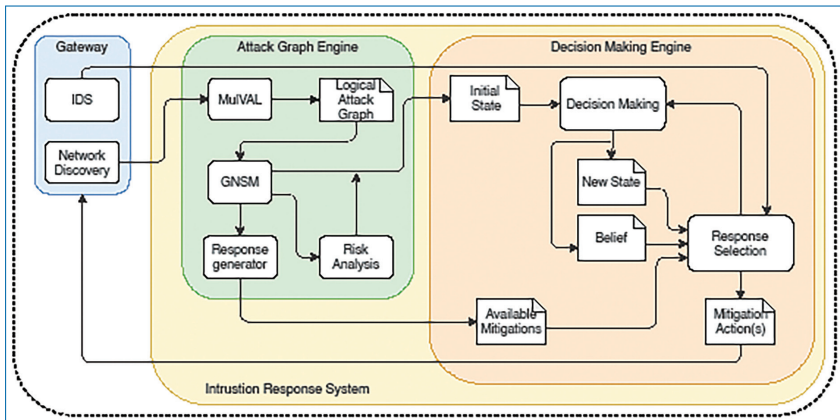 Gateway
Attack Graph Engine
Decision Making Engine
IDS
MulVAL
Logical
Attack
Graph
Initial
State
Decision Making
Network
Discovery
GNSM
New State
Response
generator
Risk
Analysis
Belief
Response
Selection
Available
Mitigations
Mitigation
Action(s)
Intrustion Response System